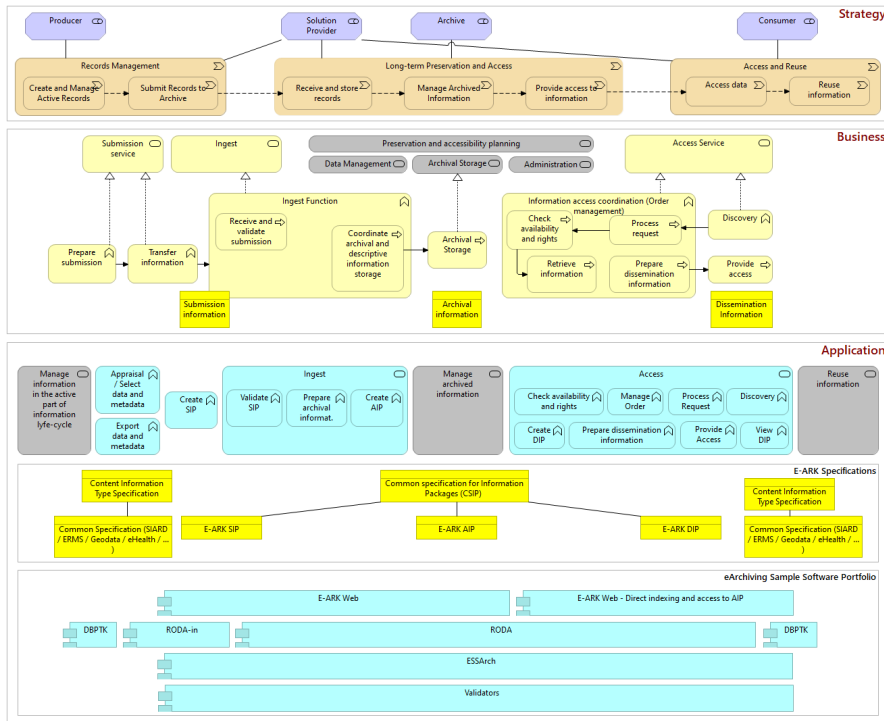 Strategy
Producer
Solution
Provider
Archive
Consumer
Records Management
Create and Manage
Active Records
Submit Records to
Archive
Long-term Preservation and Access
Receive and store
records
Manage Archived
Information
Provide access to
information
Access and Reuse
Access data
Reuse
information
Business
Submission
service
Ingest
Preservation and accessibility planning
Data Management
Archival Storage
Administration
Access Service
Ingest Function
Receive and
validate
submission
Coordinate
archival and
descriptive
information
storage
Archival
Storage
Information access coordination (Order
management)
Check
availability
and rights
Process
request
Discovery
Prepare
submission
Transfer
information
Retrieve
information
Prepare
dissemination
information
Provide
access
Submission
information
Archival
information
Dissemination
Information
Application
Manage
information
in the active
part of
information
lyfe-cycle
Appraisal
/ Select
data and
metadata
Export
data and
metadata
Create
SIP
Ingest
Validate
SIP
Prepare
archival
informat.
Create
AIP
Manage
archived
information
Access
Check availability
and rights
Manage
Order
Process
Request
Discovery
Create
DIP
Prepare dissemination
information
Provide
Access
View
DIP
Reuse
information
E-ARK Specifications
Content Information
Type Specification
Common specification for Information
Packages (CSIP)
Content Information
Type Specification
Common Specification (SIARD
/ ERMS / Geodata / eHealth / ...
)
E-ARK SIP
E-ARK AIP
E-ARK DIP
Common Specification (SIARD
/ ERMS / Geodata / eHealth / ...
)
eArchiving Sample Software Portfolio
E-ARK Web
E-ARK Web - Direct indexing and access to AIP
DBPTK
RODA-in
RODA
DBPTK
ESSArch
Validators